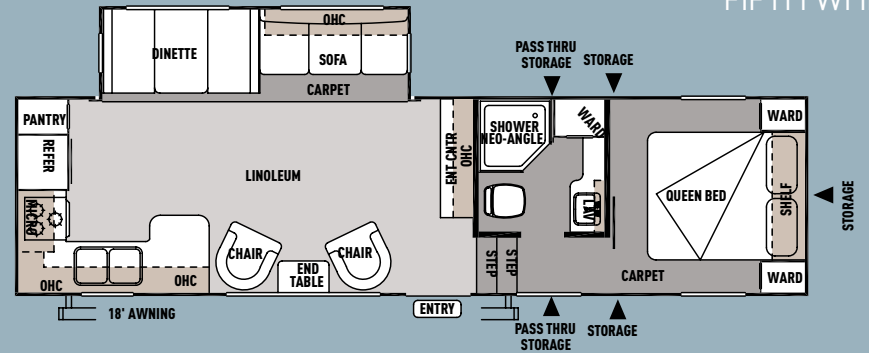 OHC
DINETTE
SOFA
CARPET
PASS THRU
STORAGE
STORAGE
PANTRY
REFER
MICRO
LINOLEUM
ENT CNTR
OHC
SHOWER
NEO-ANGLE
WARD
LAV
WARD
QUEEN BED
SHELF
STORAGE
CHAIR
END
TABLE
CHAIR
STEP
STEP
CARPET
WARD
OHC
OHC
18' AWNING
ENTRY
PASS THRU
STORAGE
STORAGE